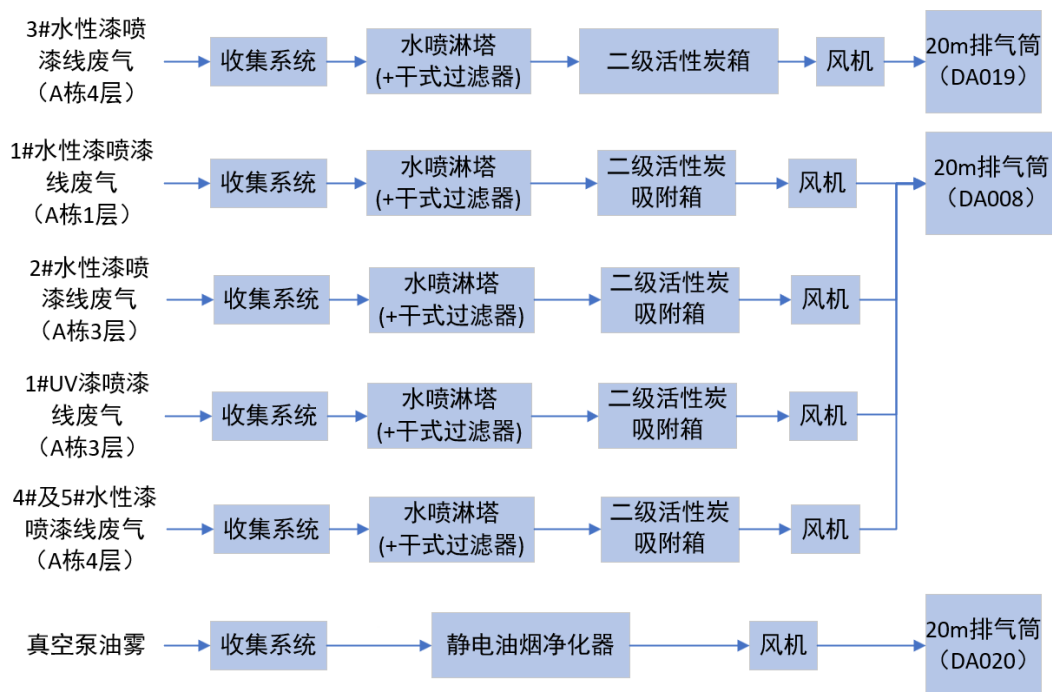 3#水性漆喷
漆线废气
（A栋4层）
收集系统
水喷淋塔
(+干式过滤器)
二级活性炭箱
风机
20m排气筒
（DA019）
1#水性漆喷漆
线废气
（A栋1层）
收集系统
水喷淋塔
(+干式过滤器)
二级活性炭
吸附箱
风机
20m排气筒
（DA008）
2#水性漆喷
漆线废气
（A栋3层）
收集系统
水喷淋塔
(+干式过滤器)
二级活性炭
吸附箱
风机
1#UV漆喷漆
线废气
（A栋3层）
收集系统
水喷淋塔
(+干式过滤器)
二级活性炭
吸附箱
风机
4#及5#水性漆
喷漆线废气
（A栋4层）
收集系统
水喷淋塔
(+干式过滤器)
二级活性炭
吸附箱
风机
真空泵油雾
收集系统
静电油烟净化器
风机
20m排气筒
（DA020）